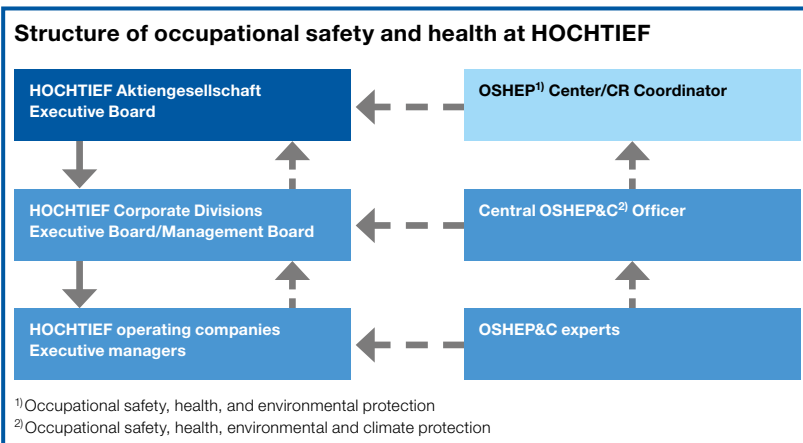 Structure of occupational safety and health at HOCHTIEF
HOCHTIEF Aktiengesellschaft
Executive Board
OSHEP1) Center/CR Coordinator
HOCHTIEF Corporate Divisions
Executive Board/Management Board
Central OSHEP&C2) Officer
HOCHTIEF operating companies
Executive managers
OSHEP&C experts
1) Occupational safety, health, and environmental protection
2) Occupational safety, health, environmental and climate protection